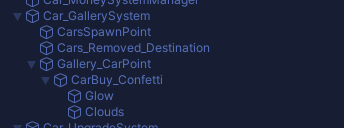 Car_MoneySystemManager
Car_GallerySystem
CarsSpawnPoint
Cars_Removed_Destination
Gallery_CarPoint
CarBuy_Confetti
Glow
Clouds
Car_UpgradeSystem